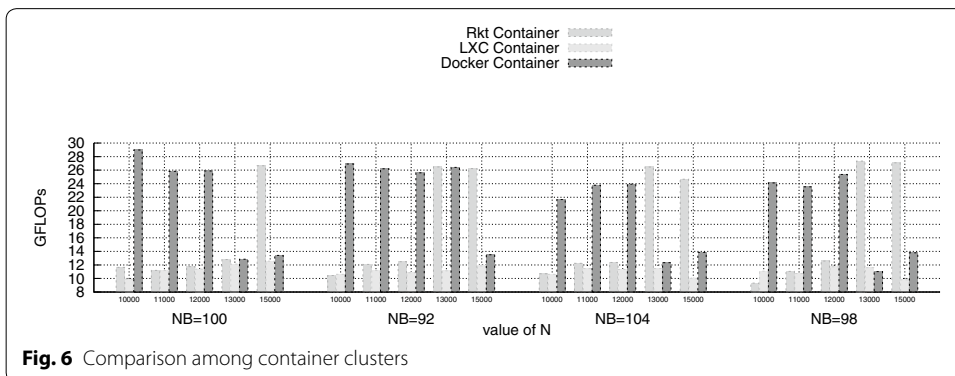 Rkt Container
LXC Container
Docker Container
30
28
26
24
22
20
18
16
14
12
10
8
GFLOPs
10000 11000 12000 13000 15000 10000 11000 12000 13000 15000 10000 11000 12000 13000 15000 10000 11000 12000 13000 15000
NB=100 NB=92 NB=104 NB=98
value of N
Fig. 6 Comparison among container clusters